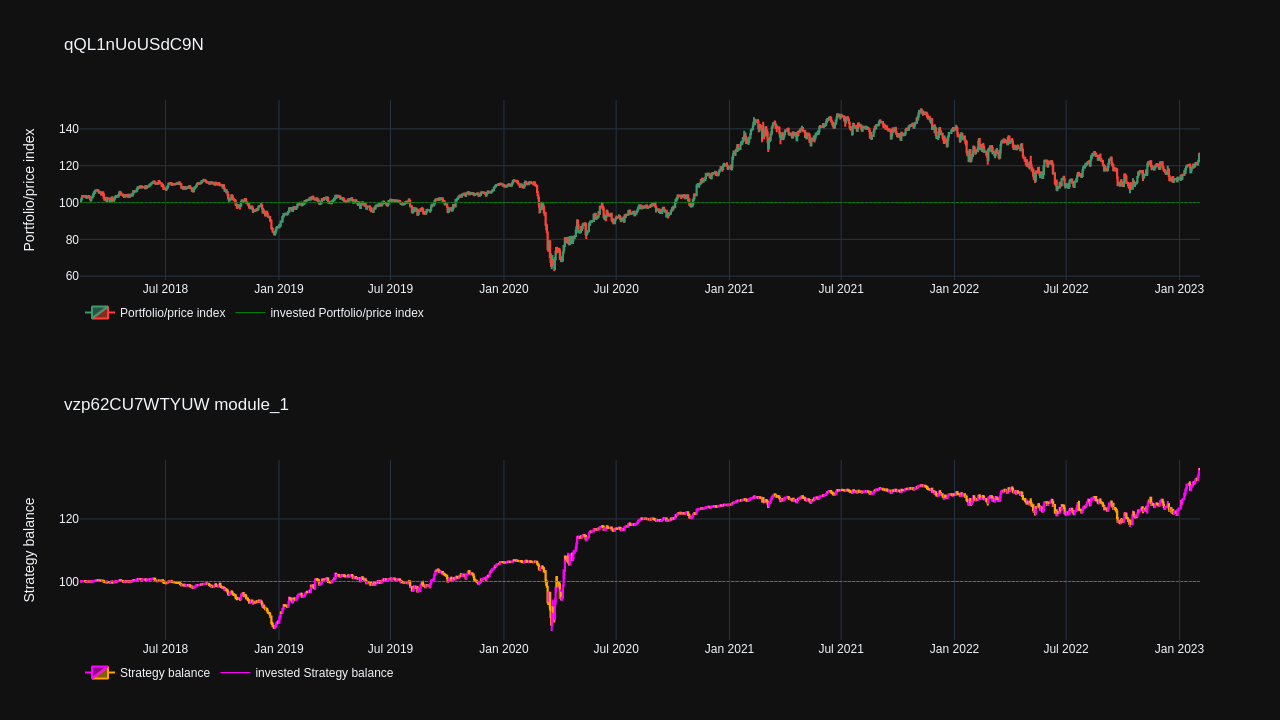 qQL1nUoUSdC9N
Portfolio/price index
140
120
100
80
60
Jul 2018 Jan 2019 Jul 2019 Jan 2020 Jul 2020 Jan 2021 Jul 2021 Jan 2022 Jul 2022 Jan 2023
Portfolio/price index invested Portfolio/price index
vzp62CU7WTYUW module_1
Strategy balance
120
100
Jul 2018 Jan 2019 Jul 2019 Jan 2020 Jul 2020 Jan 2021 Jul 2021 Jan 2022 Jul 2022 Jan 2023
Strategy balance invested Strategy balance